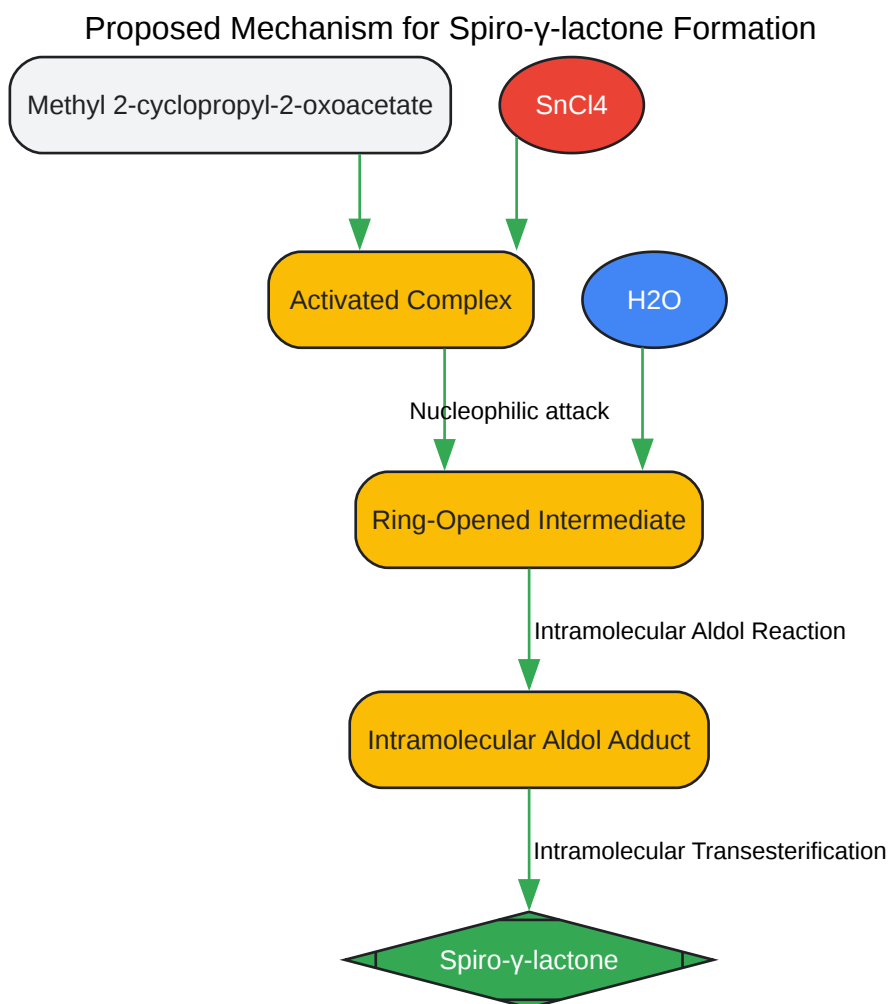 Proposed Mechanism for Spiro-γ-lactone Formation
Methyl 2-cyclopropyl-2-oxoacetate
SnCl4
Activated Complex
H2O
Nucleophilic attack
Ring-Opened Intermediate
Intramolecular Aldol Reaction
Intramolecular Aldol Adduct
Intramolecular Transesterification
Spiro-γ-lactone